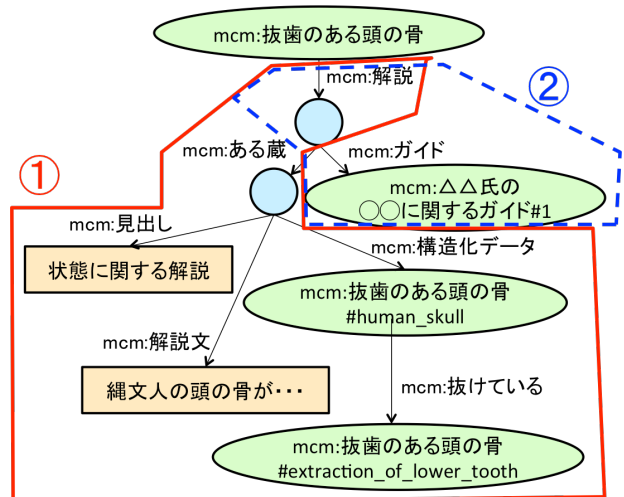 mcm:抜歯のある頭の骨
mcm:解説
②
mcm:ある蔵
mcm:ガイド
①
mcm:△△氏の
○○に関するガイド#1
mcm:見出し
mcm:構造化データ
状態に関する解説
mcm:抜歯のある頭の骨
#human_skull
mcm:解説文
縄文人の頭の骨が・・・
mcm:抜けている
mcm:抜歯のある頭の骨
#extraction_of_lower_tooth